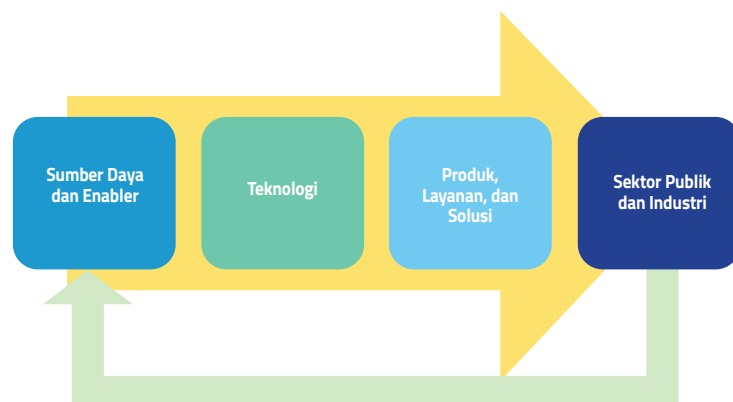 Sumber Daya
dan Enabler
Teknologi
Produk,
Layanan, dan
Solusi
Sektor Publik
dan Industri